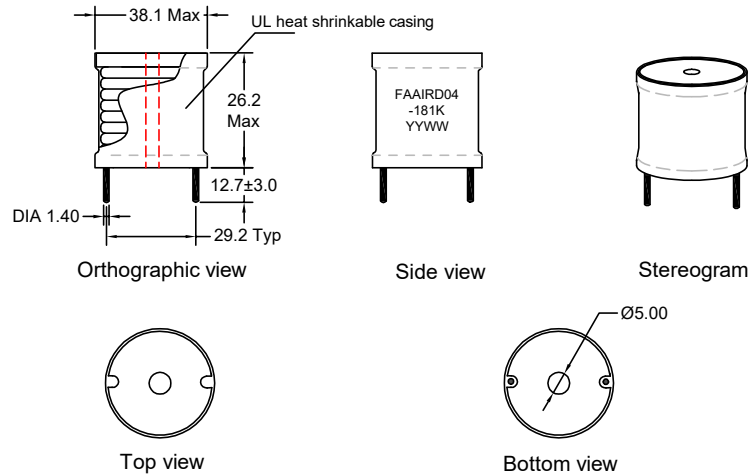 38.1 Max
UL heat shrinkable casing
26.2
Max
12.7±3.0
DIA 1.40
29.2 Typ
Orthographic view
FAAIRD04
-181K
YYWW
Side view
Stereogram
Top view
Ø5.00
Bottom view